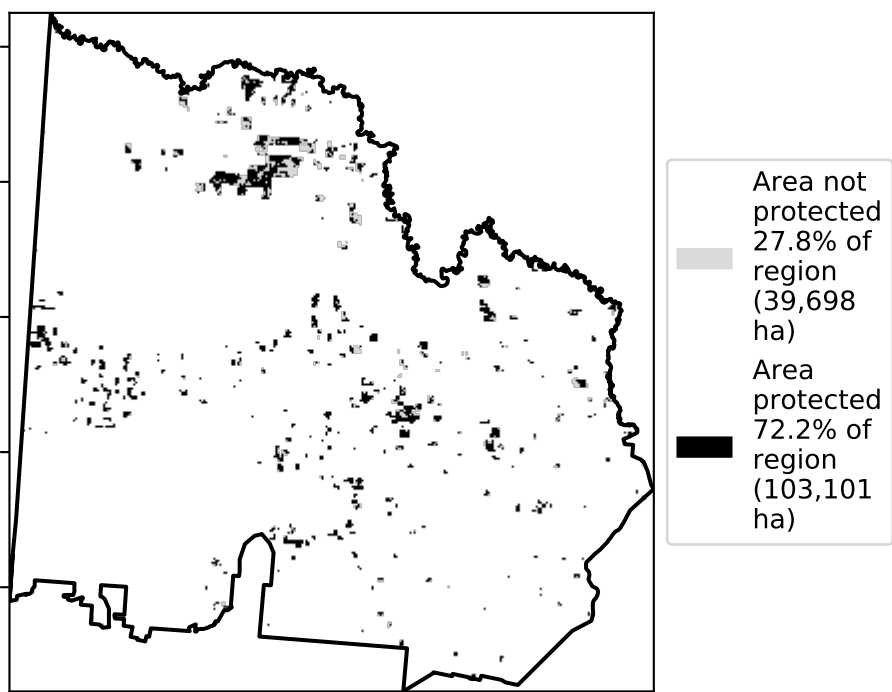 Area not
protected
27.8% of
region
(39,698
ha)
Area
protected
72.2% of
region
(103,101
ha)